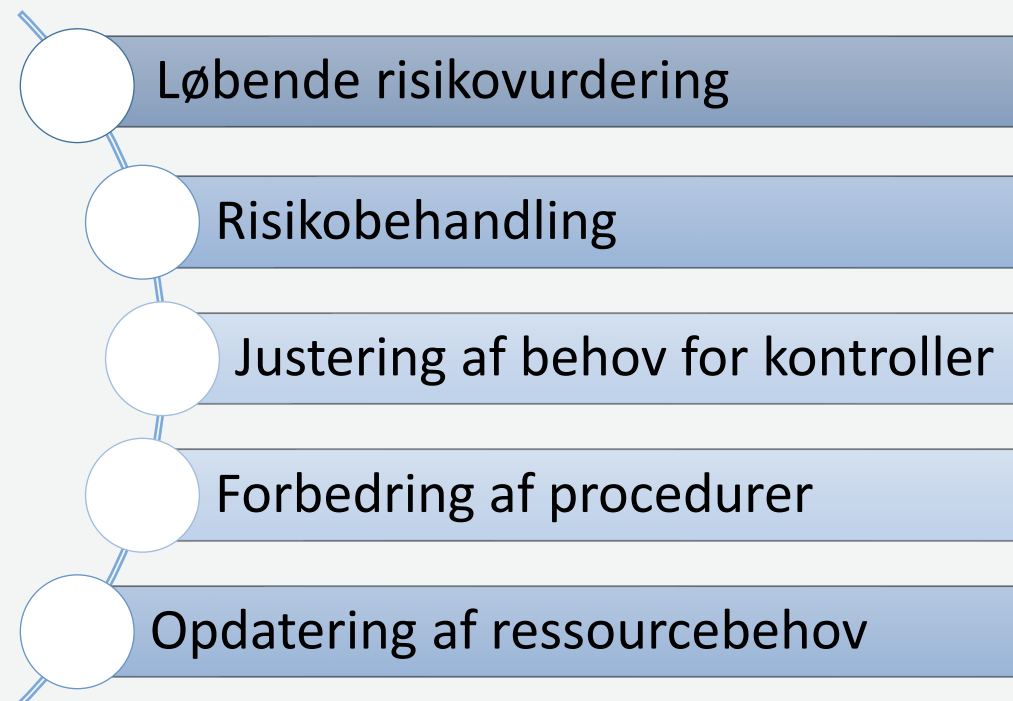 Løbende risikovurdering
Risikobehandling
Justering af behov for kontroller
Forbedring af procedurer
Opdatering af ressourcebehov